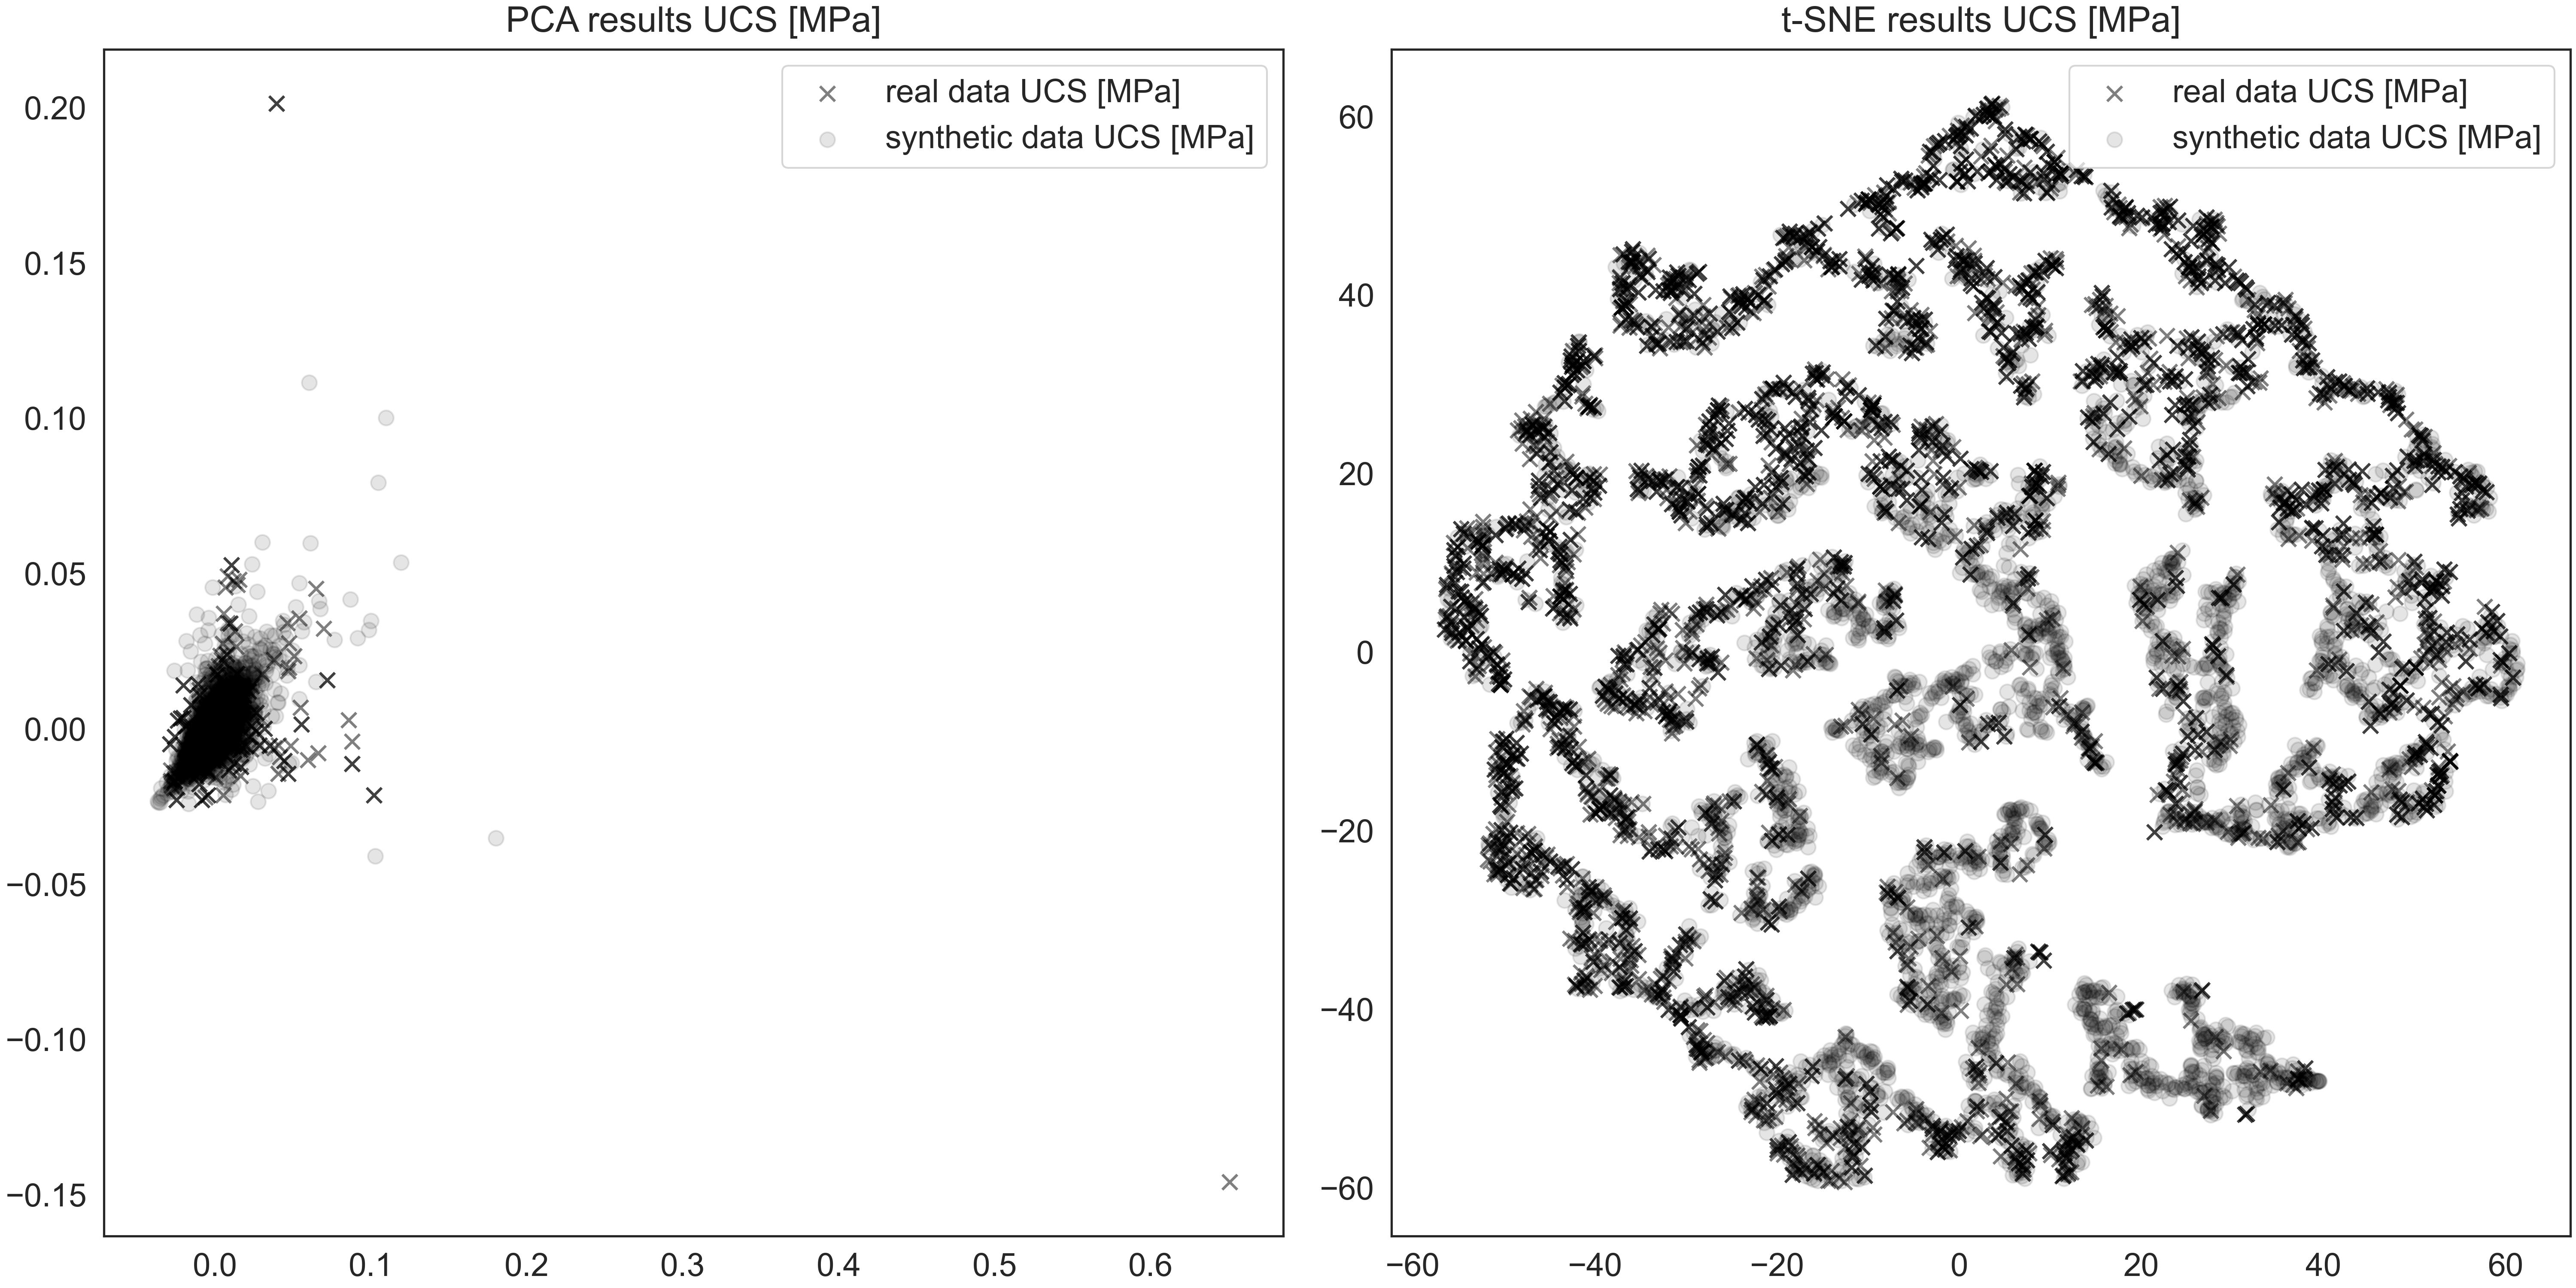 PCA results UCS [MPa]
real data UCS [MPa]
synthetic data UCS [MPa]
0.20
0.15
0.10
0.05
0.00
−0.05
−0.10
−0.15
0.0 0.1 0.2 0.3 0.4 0.5 0.6
t-SNE results UCS [MPa]
real data UCS [MPa]
synthetic data UCS [MPa]
60
40
20
0
−20
−40
−60
−60 −40 −20 0 20 40 60